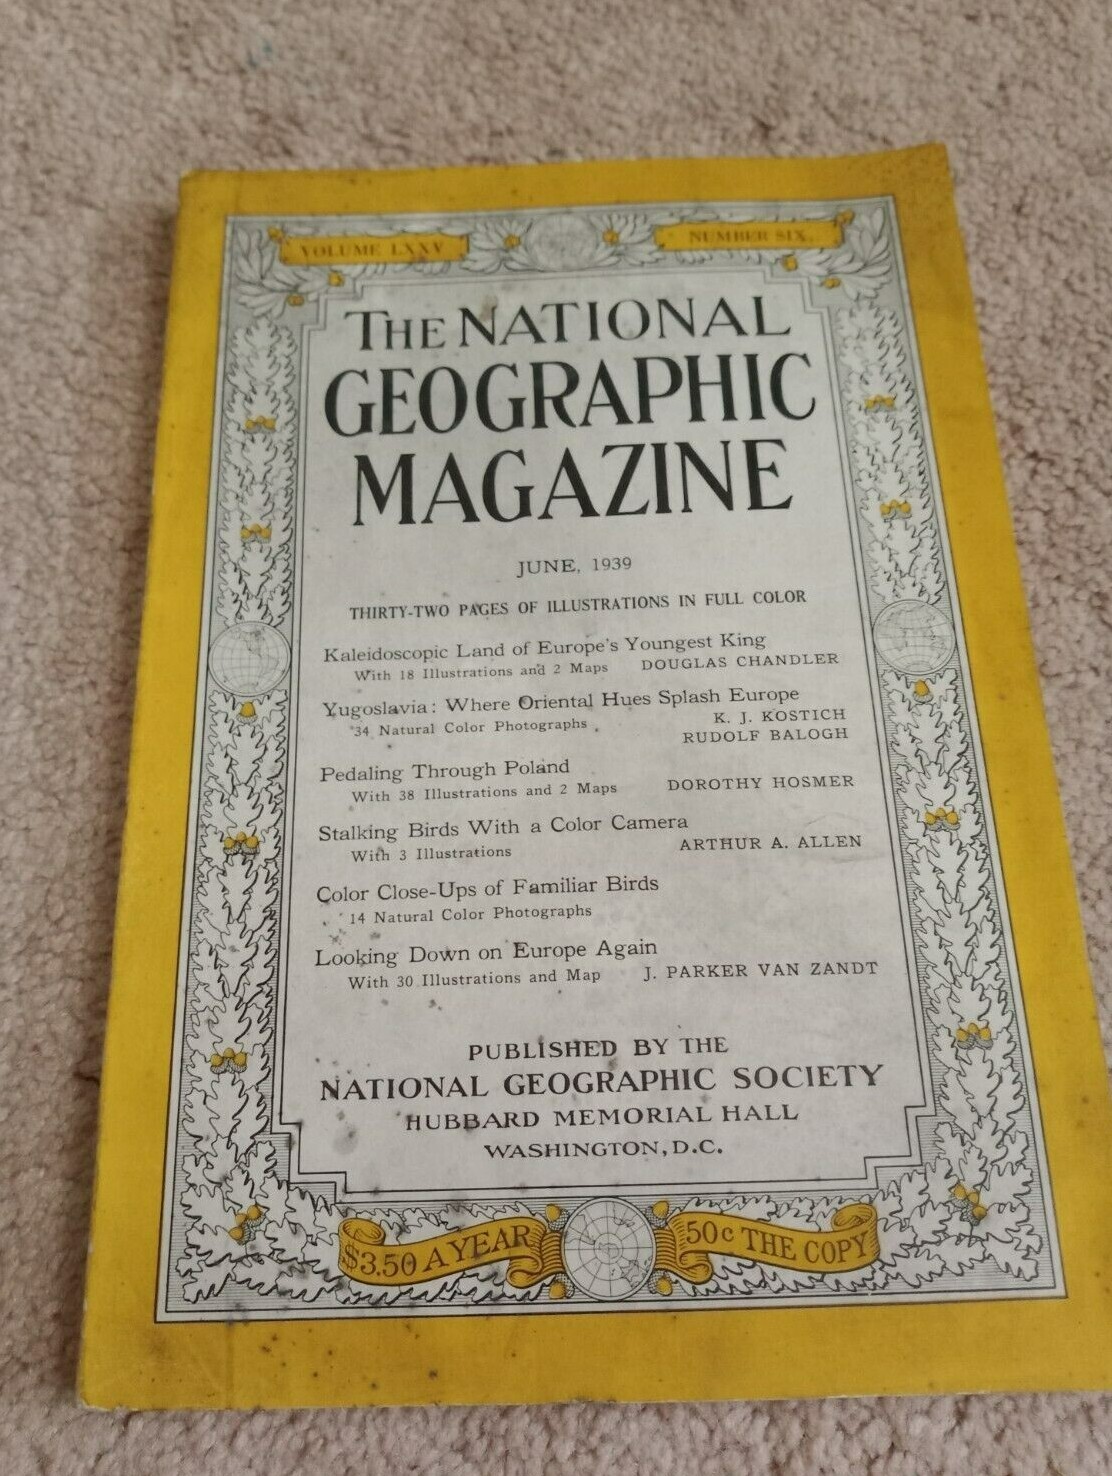 VOLUME LXXV
NUMBER SIX
THE NATIONAL
GEOGRAPHIC
MAGAZINE
JUNE, 1939
THIRTY-TWO PAGES OF ILLUSTRATIONS IN FULL COLOR
Kaleidoscopic Land of Europe's Youngest King
With 18 Illustrations and 2 Maps DOUGLAS CHANDLER
Yugoslavia: Where Oriental Hues Splash Europe
34 Natural Color Photographs K. J. KOSTICH
RUDOLF BALOGH
Pedaling Through Poland
With 38 Illustrations and 2 Maps DOROTHY HOSMER
Stalking Birds With a Color Camera
With 3 Illustrations ARTHUR A. ALLEN
Color Close-Ups of Familiar Birds
14 Natural Color Photographs
Looking Down on Europe Again
With 30 Illustrations and Map J. PARKER VAN ZANDT
PUBLISHED BY THE
NATIONAL GEOGRAPHIC SOCIETY
HUBBARD MEMORIAL HALL
WASHINGTON, D.C.
$3.50 A YEAR
50c THE COPY